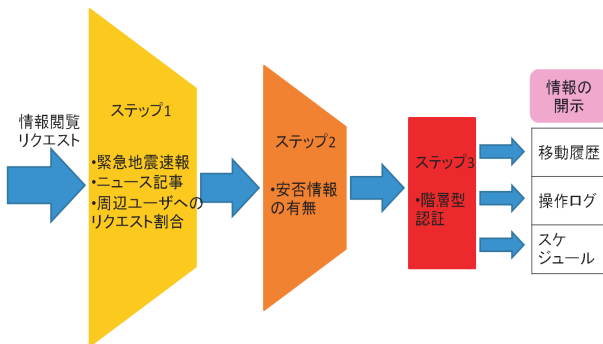 情報閲覧
リクエスト
ステップ1
•緊急地震速報
•ニュース記事
•周辺ユーザへの
リクエスト割合
ステップ2
•安否情報
の有無
ステップ3
•階層型
認証
情報の
開示
移動履歴
操作ログ
スケ
ジュール